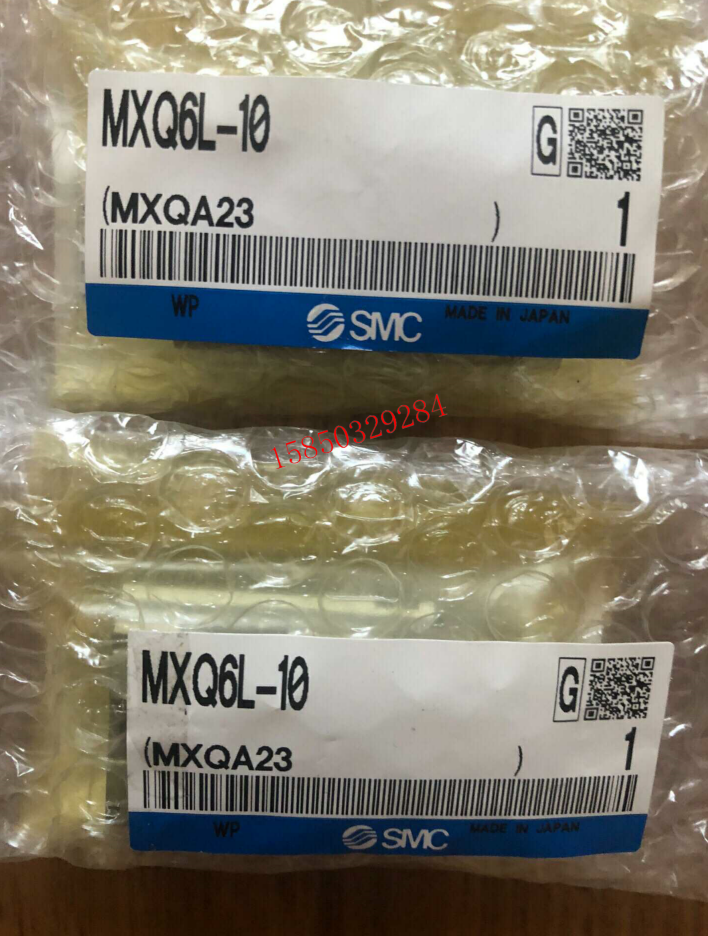 MXQ6L-10
G
(MXQA23 )
1
WP
SMC
MADE IN JAPAN
15850329284
MXQ6L-10
G
(MXQA23 )
1
WP
SMC
MADE IN JAPAN